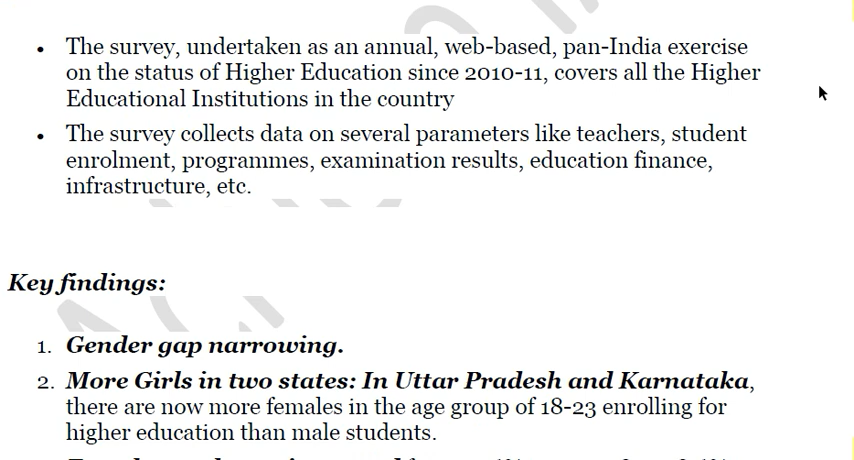 • The survey, undertaken as an annual, web-based, pan-India exercise
on the status of Higher Education since 2010-11, covers all the Higher
Educational Institutions in the country
• The survey collects data on several parameters like teachers, student
enrolment, programmes, examination results, education finance,
infrastructure, etc.
Key findings:
1. Gender gap narrowing.
2. More Girls in two states: In Uttar Pradesh and Karnataka,
there are now more females in the age group of 18-23 enrolling for
higher education than male students.